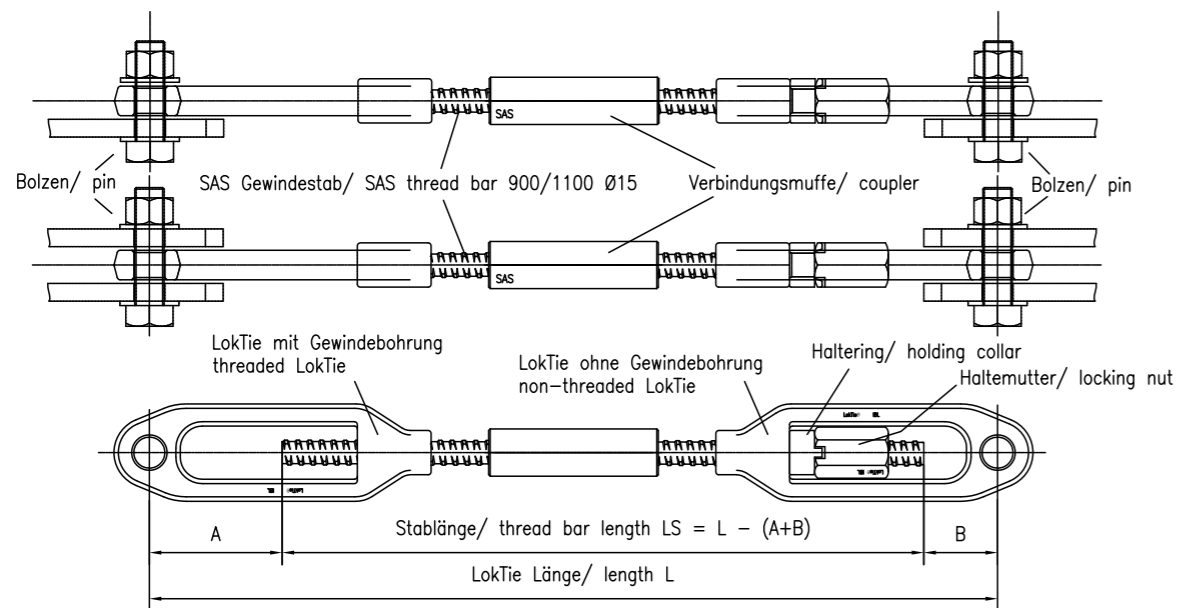 SAS
Bolzen/ pin
SAS Gewindestab/ SAS thread bar 900/1100 Ø15
Verbindungsmuffe/ coupler
Bolzen/ pin
SAS
LokTie mit Gewindebohrung
threaded LokTie
LokTie ohne Gewindebohrung
non-threaded LokTie
Haltering/ holding collar
Haltemutter/ locking nut
A
Stablänge/ thread bar length LS = L - (A+B)
B
LokTie Länge/ length L